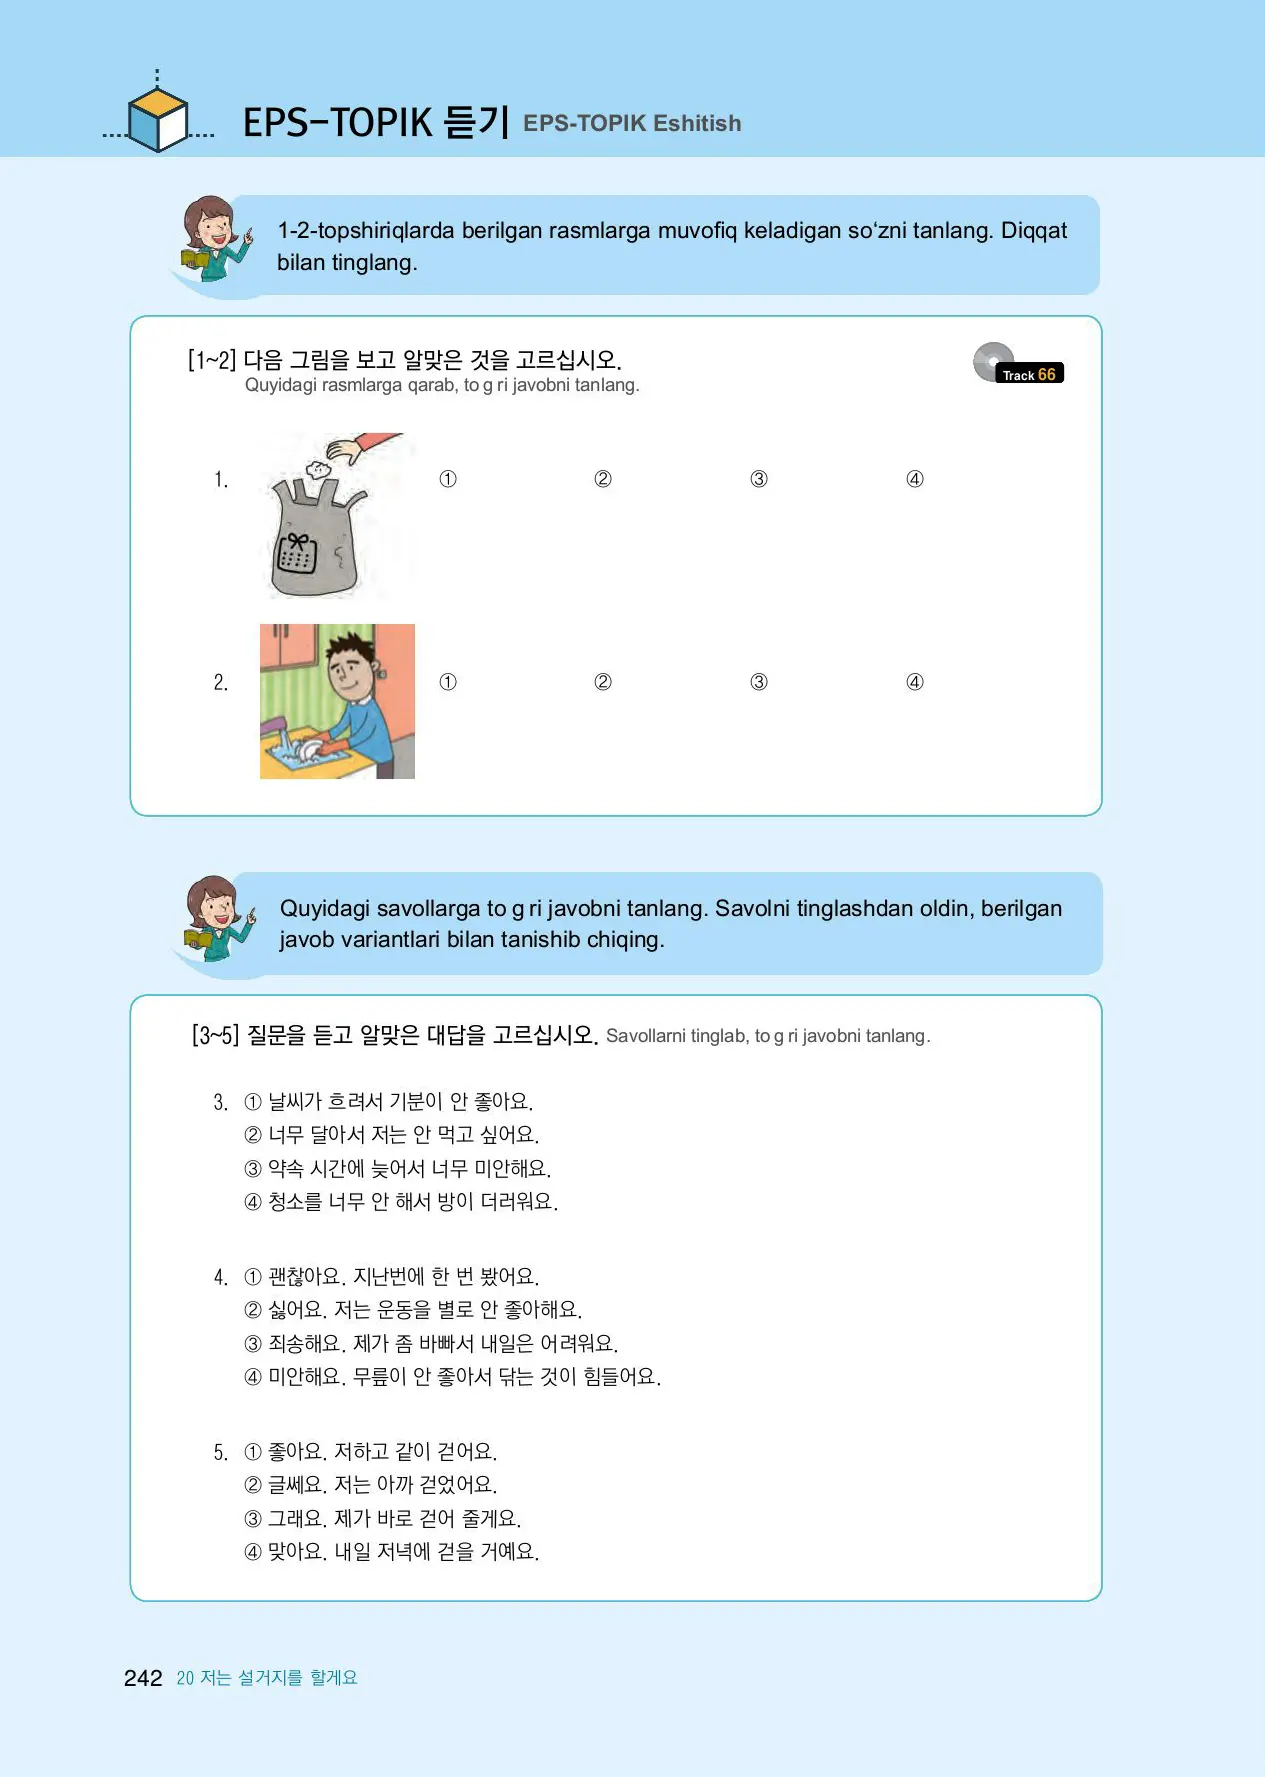 EPS-TOPIK 듣기 EPS-TOPIK Eshitish
1-2-topshiriqlarda berilgan rasmlarga muvofiq keladigan so‘zni tanlang. Diqqat
bilan tinglang.
[1~2] 다음 그림을 보고 알맞은 것을 고르십시오.
Quyidagi rasmlarga qarab, to g ri javobni tanlang.
Track 66
1. ① ② ③ ④
2. ① ② ③ ④
Quyidagi savollarga to g ri javobni tanlang. Savolni tinglashdan oldin, berilgan
javob variantlari bilan tanishib chiqing.
[3~5] 질문을 듣고 알맞은 대답을 고르십시오. Savollarni tinglab, to g ri javobni tanlang.
3. ① 날씨가 흐려서 기분이 안 좋아요.
② 너무 달아서 저는 안 먹고 싶어요.
③ 약속 시간에 늦어서 너무 미안해요.
④ 청소를 너무 안 해서 방이 더러워요.
4. ① 괜찮아요. 지난번에 한 번 봤어요.
② 싫어요. 저는 운동을 별로 안 좋아해요.
③ 죄송해요. 제가 좀 바빠서 내일은 어려워요.
④ 미안해요. 무릎이 안 좋아서 닦는 것이 힘들어요.
5. ① 좋아요. 저하고 같이 걷어요.
② 글쎄요. 저는 아까 걷었어요.
③ 그래요. 제가 바로 걷어 줄게요.
④ 맞아요. 내일 저녁에 걷을 거예요.
242 20 저는 설거지를 할게요